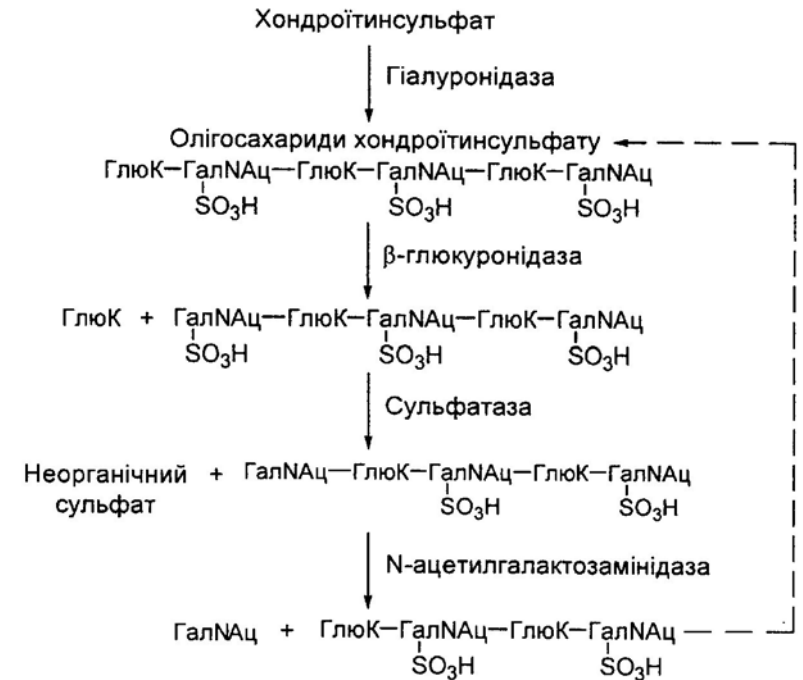 Хондроїтинсульфат
Гіалуронідаза
Олігосахариди хондроїтинсульфату
ГлюК—ГалNАц—ГлюК—ГалNАц—ГлюК—ГалNАц
SO₃H SO₃H SO₃H
β-глюкуронідаза
ГлюК + ГалNАц—ГлюК—ГалNАц—ГлюК—ГалNАц
SO₃H SO₃H SO₃H
Сульфатаза
Неорганічний + ГалNАц—ГлюК—ГалNАц—ГлюК—ГалNАц
сульфат SO₃H SO₃H
N-ацетилгалактозамінідаза
ГалNАц + ГлюК—ГалNАц—ГлюК—ГалNАц
SO₃H SO₃H